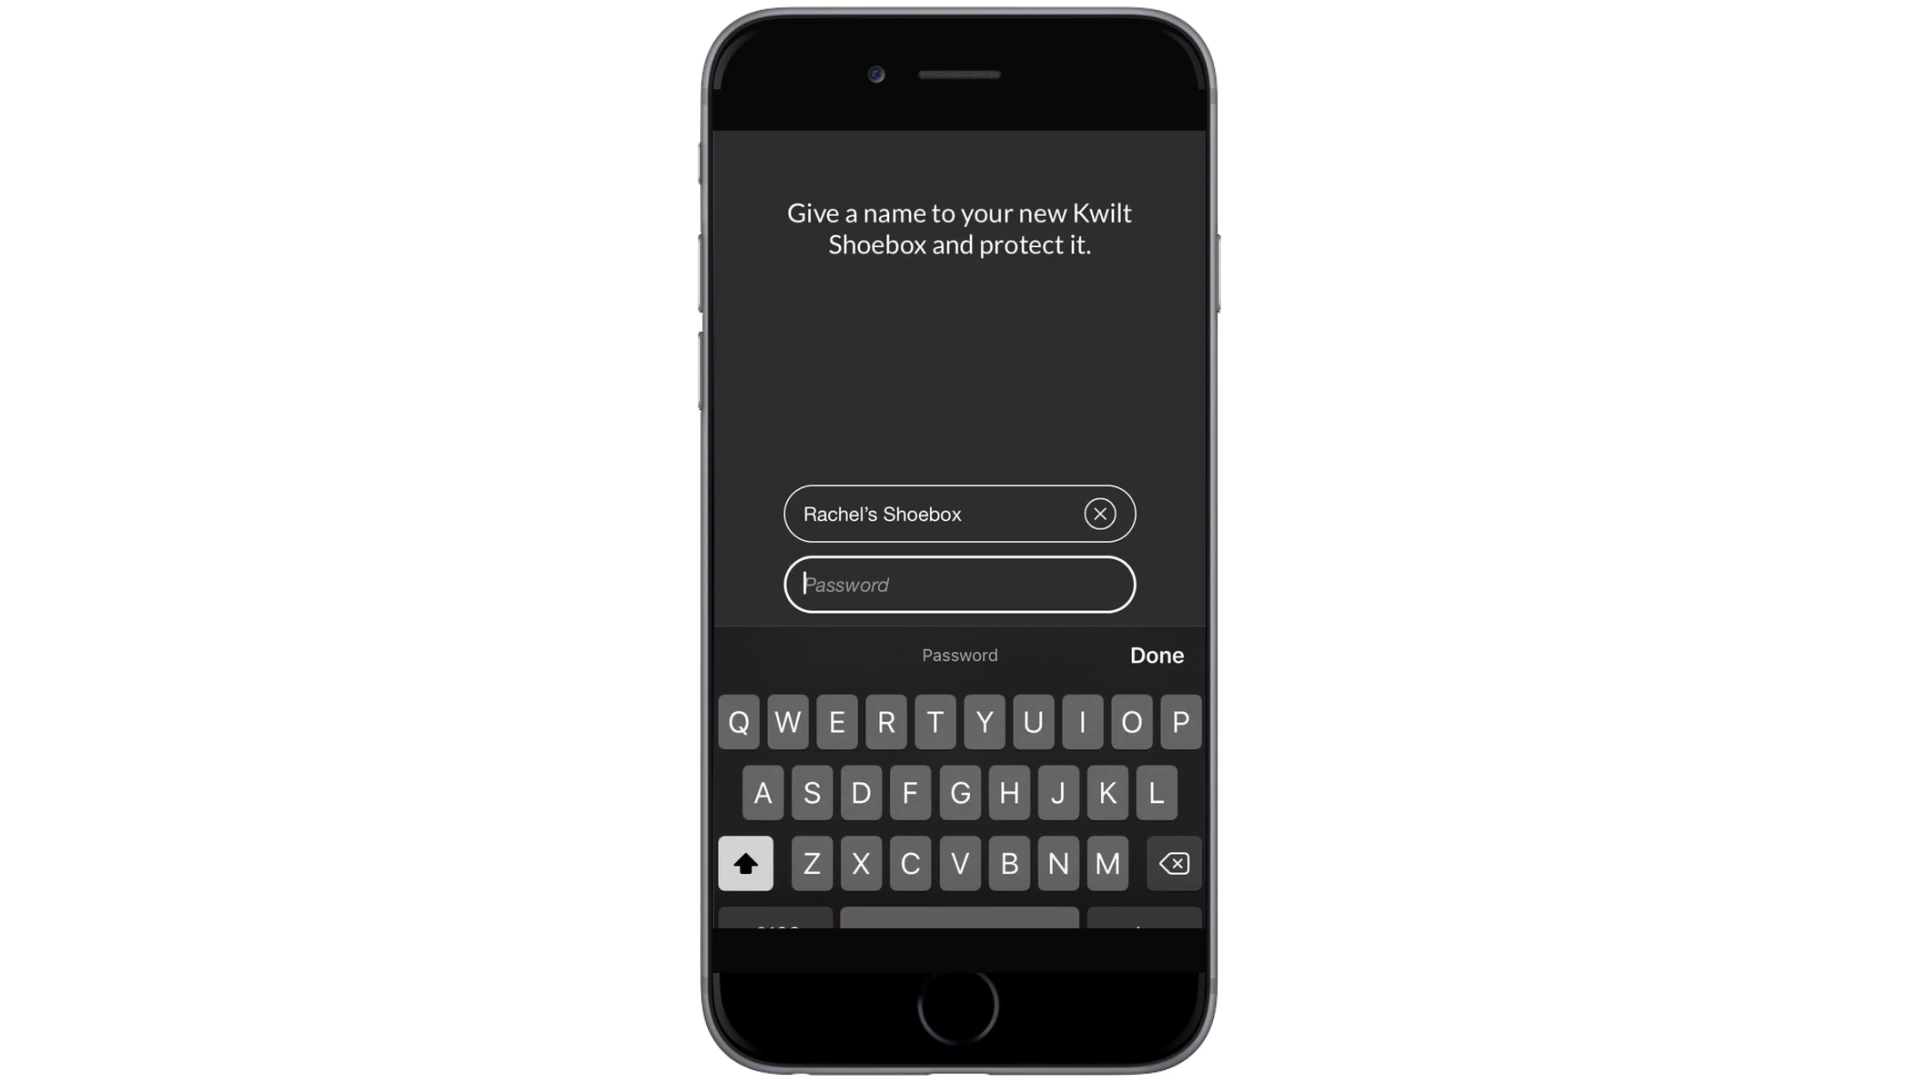 Give a name to your new Kwilt
Shoebox and protect it.
Rachel’s Shoebox
Password
Password Done
Q W E R T Y U I O P
A S D F G H J K L
Z X C V B N M